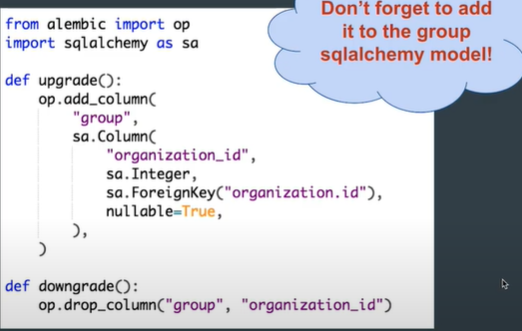 from alembic import op
import sqlalchemy as sa
def upgrade():
    op.add_column(
        "group",
        sa.Column(
            "organization_id",
            sa.Integer,
            sa.ForeignKey("organization.id"),
            nullable=True,
        ),
    )
def downgrade():
    op.drop_column("group", "organization_id")
Don't forget to add
it to the group
sqlalchemy model!